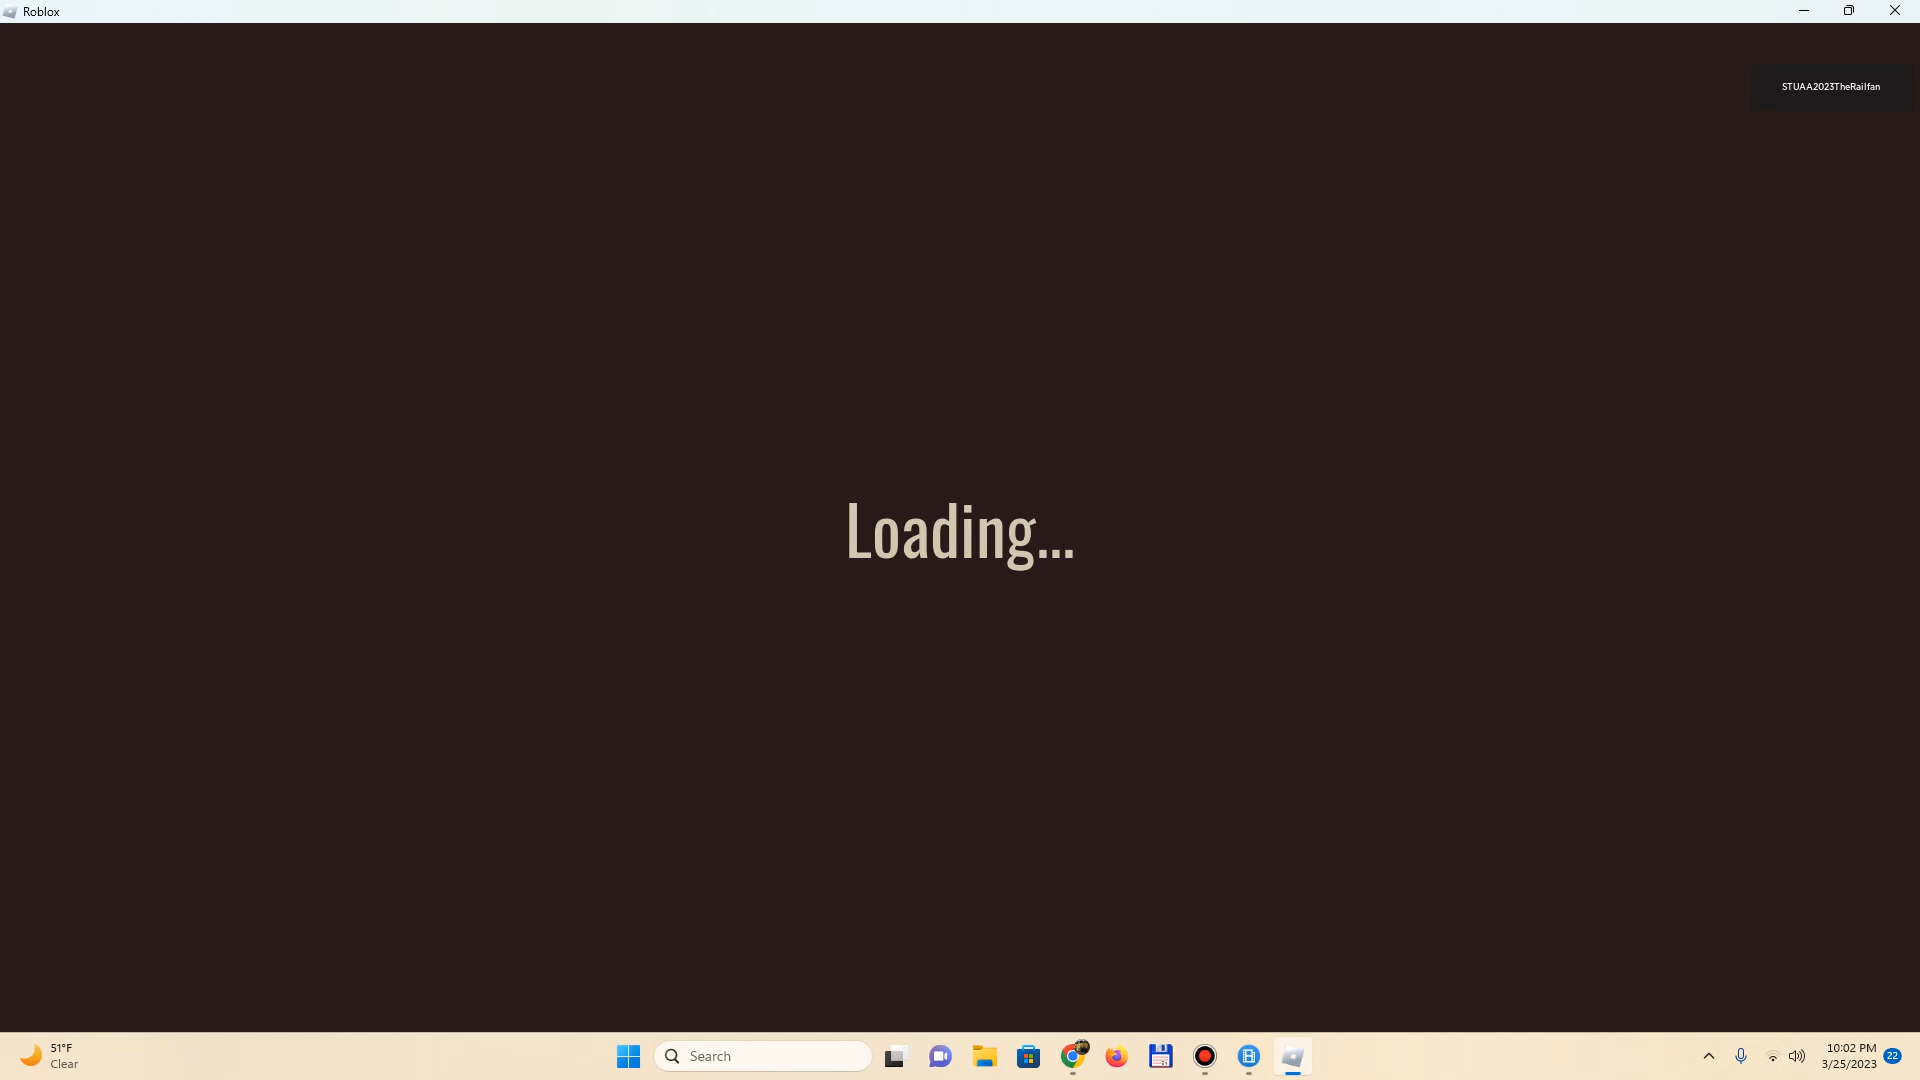 Roblox
STUAA2023TheRailfan
Loading...
51°F
Clear
Search
10:02 PM
3/25/2023
22